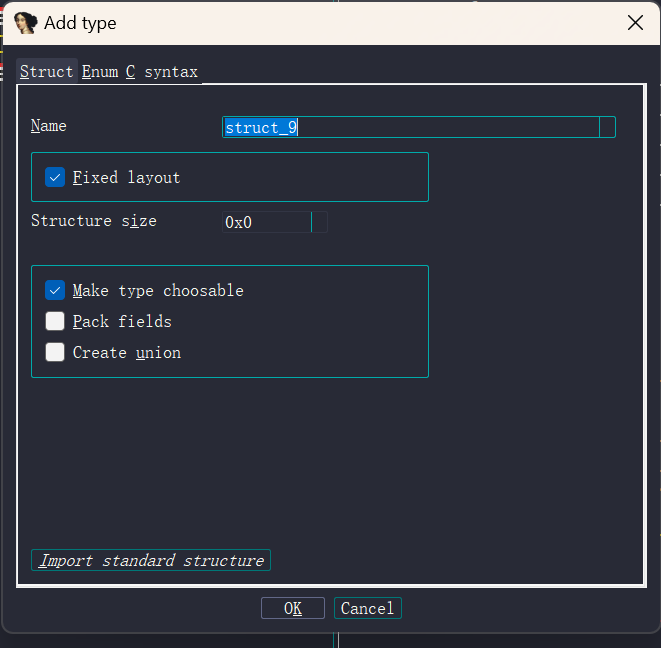 Add type
Struct Enum C syntax
Name struct_9
Fixed layout
Structure size 0x0
Make type choosable
Pack fields
Create union
Import standard structure
OK Cancel